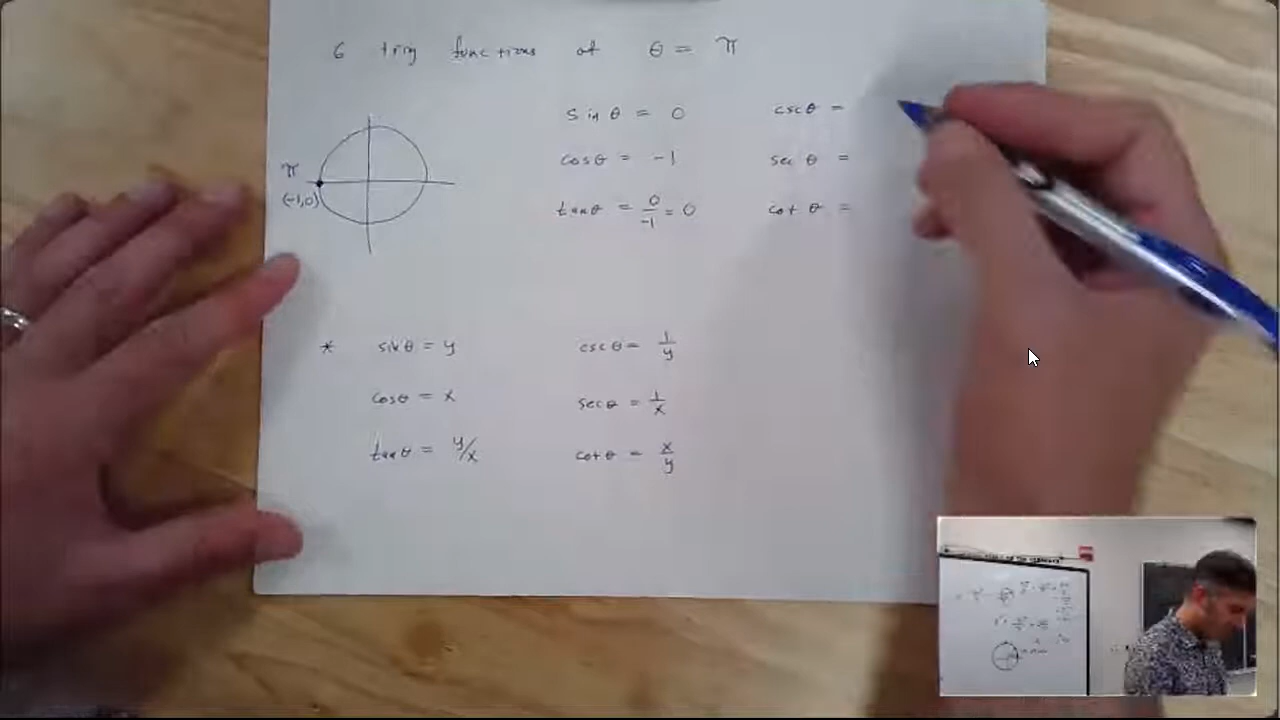 6 trig functions at θ = π
sin θ = 0
csc θ =
cos θ = -1
sec θ =
tan θ = 0/-1 = 0
cot θ =
π
(-1,0)
* sin θ = y
csc θ = 1/y
cos θ = x
sec θ = 1/x
tan θ = y/x
cot θ = x/y